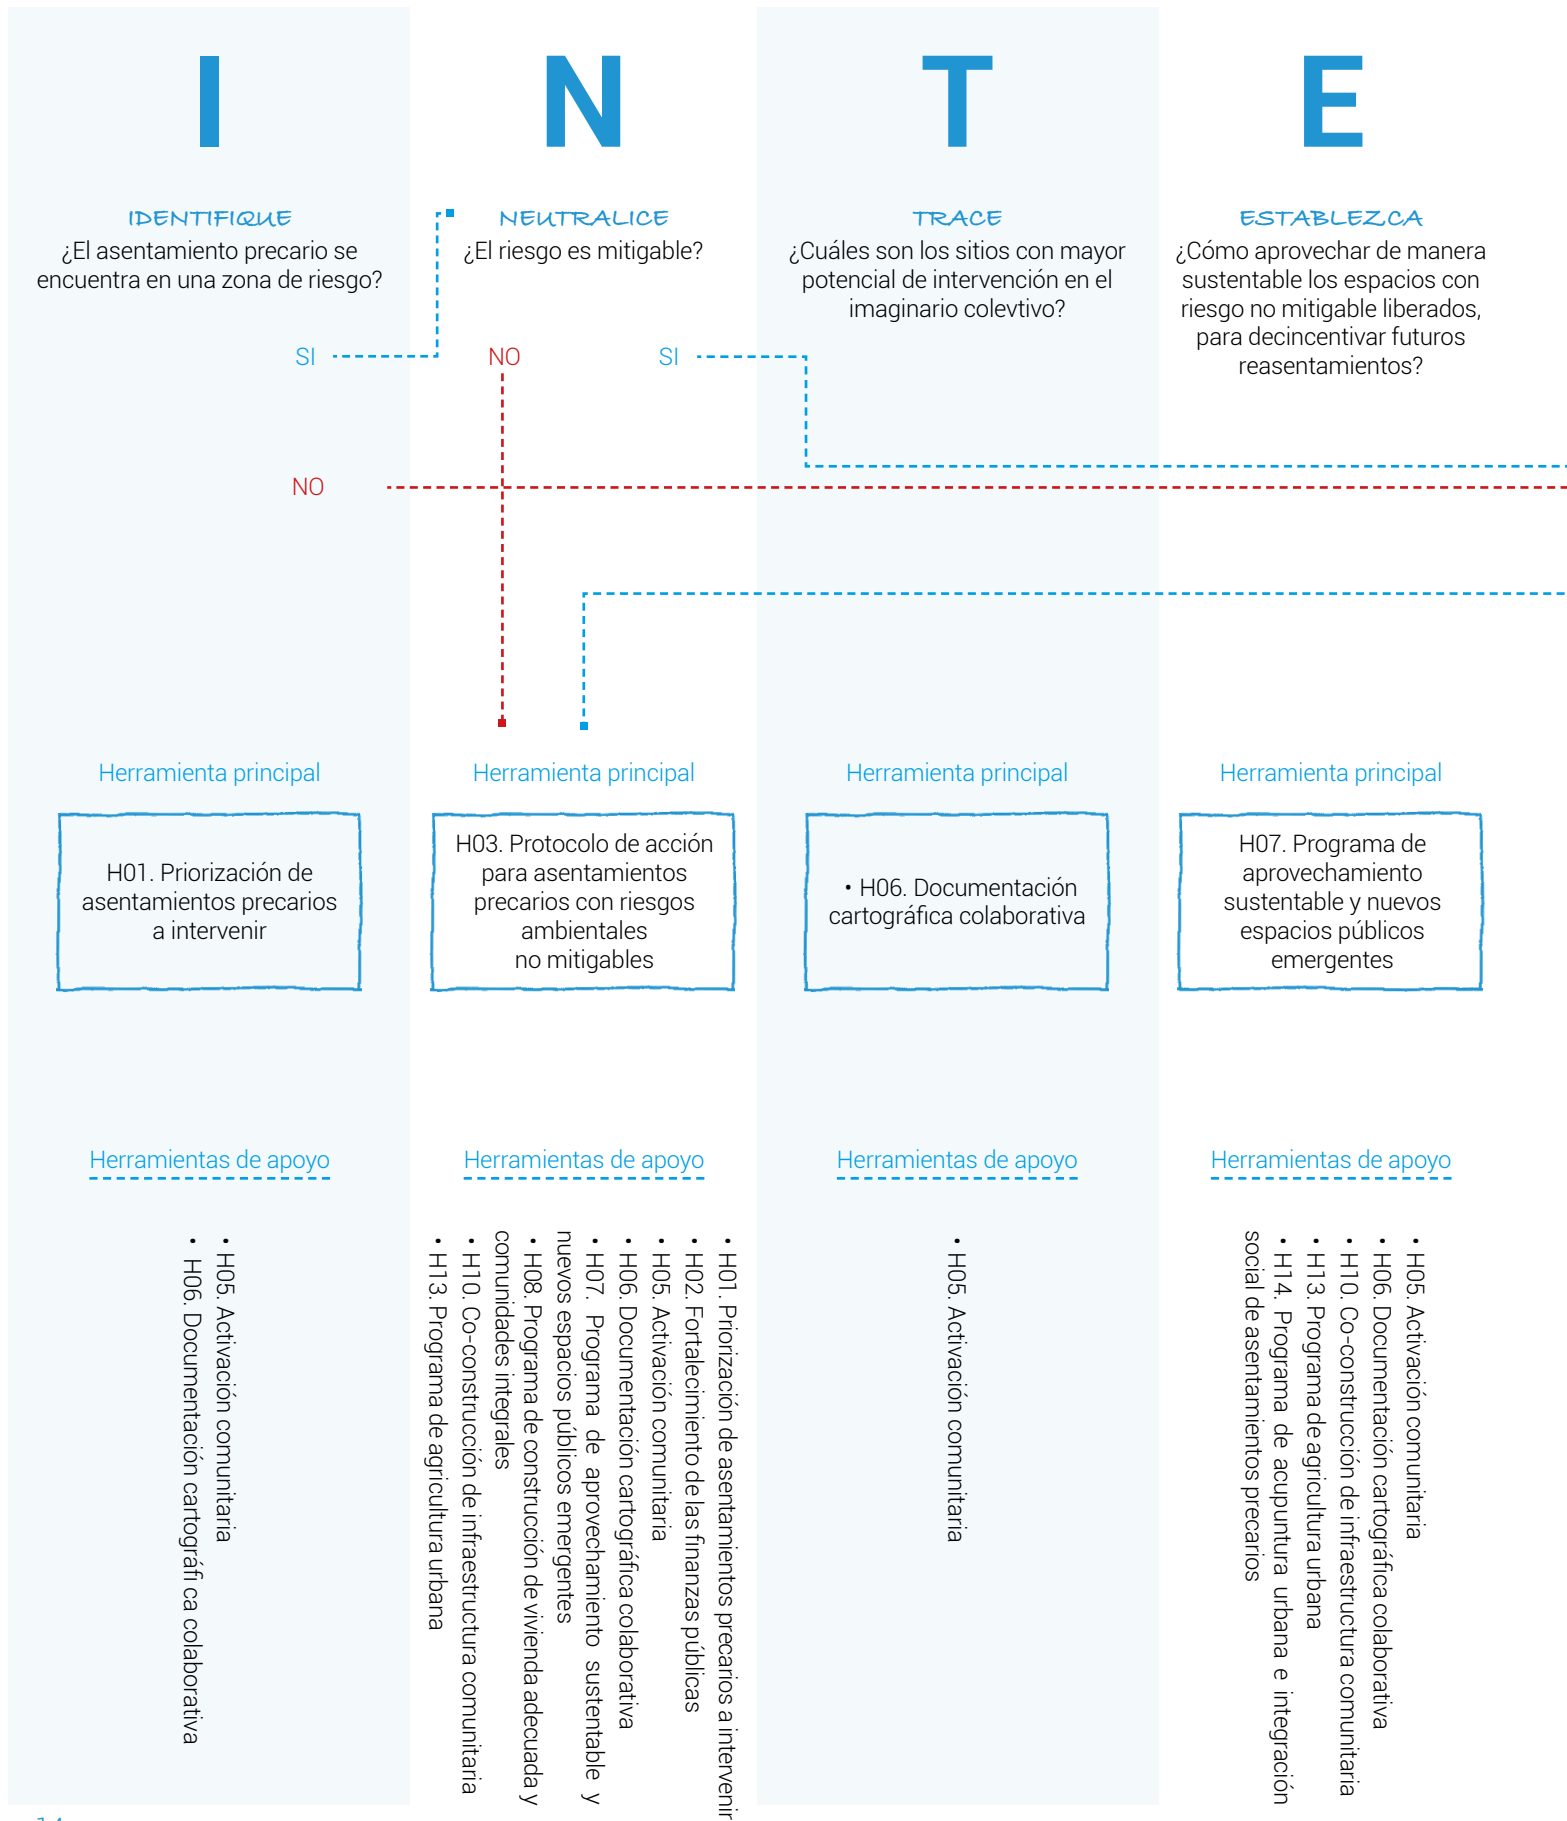 I
N
T
E
IDENTIFIQUE
¿El asentamiento precario se
encuentra en una zona de riesgo?
SI
NO
NEUTRALICE
¿El riesgo es mitigable?
NO
SI
TRACE
¿Cuáles son los sitios con mayor
potencial de intervención en el
imaginario colevtivo?
ESTABLEZCA
¿Cómo aprovechar de manera
sustentable los espacios con
riesgo no mitigable liberados,
para decincentivar futuros
reasentamientos?
Herramienta principal
H01. Priorización de
asentamientos precarios
a intervenir
Herramienta principal
H03. Protocolo de acción
para asentamientos
precarios con riesgos
ambientales
no mitigables
Herramienta principal
• H06. Documentación
cartográfica colaborativa
Herramienta principal
H07. Programa de
aprovechamiento
sustentable y nuevos
espacios públicos
emergentes
Herramientas de apoyo
• H05. Activación comunitaria
• H06. Documentación cartográfi ca colaborativa
Herramientas de apoyo
• H01. Priorización de asentamientos precarios a intervenir
• H02. Fortalecimiento de las finanzas públicas
• H05. Activación comunitaria
• H06. Documentación cartográfica colaborativa
• H07. Programa de aprovechamiento sustentable y
nuevos espacios públicos emergentes
• H08. Programa de construcción de vivienda adecuada y
comunidades integrales
• H10. Co-construcción de infraestructura comunitaria
• H13. Programa de agricultura urbana
Herramientas de apoyo
• H05. Activación comunitaria
Herramientas de apoyo
• H05. Activación comunitaria
• H06. Documentación cartográfica colaborativa
• H10. Co-construcción de infraestructura comunitaria
• H13. Programa de agricultura urbana
• H14. Programa de acupuntura urbana e integración
social de asentamientos precarios